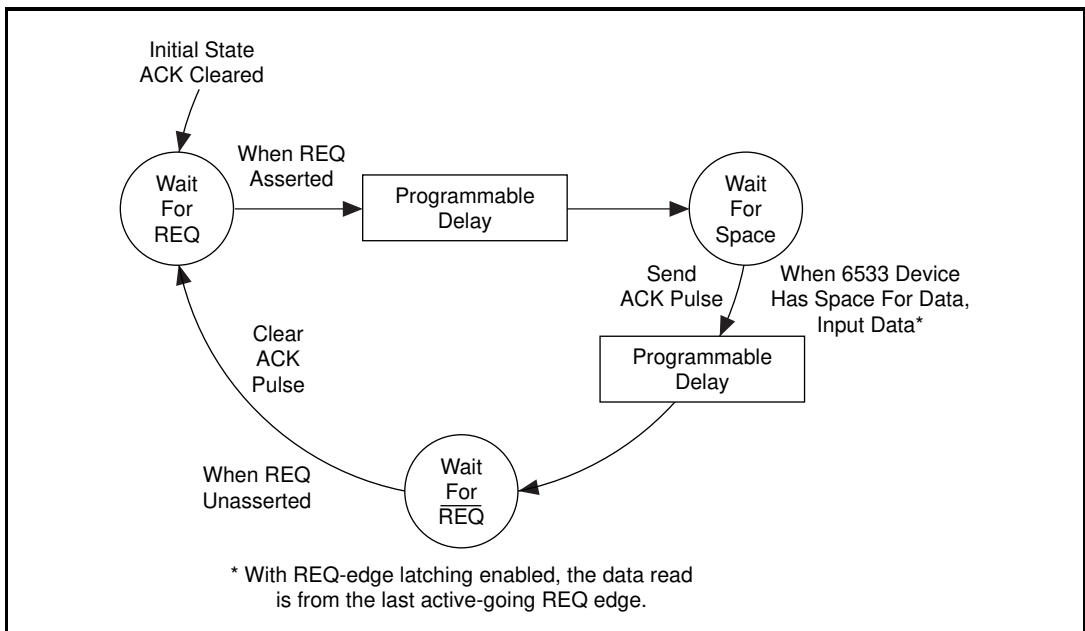 Initial State
ACK Cleared
Wait
For
REQ
When REQ
Asserted
Programmable
Delay
Wait
For
Space
Send
ACK Pulse
When 6533 Device
Has Space For Data,
Input Data*
Programmable
Delay
Wait
For
R̅E̅Q̅
When REQ
Unasserted
Clear
ACK
Pulse
* With REQ-edge latching enabled, the data read
is from the last active-going REQ edge.